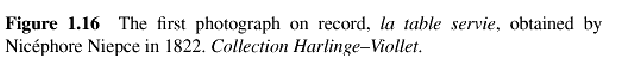 Figure 1.16 The first photograph on record, la table servie, obtained by
Nicéphore Niepce in 1822. Collection Harlinge–Viollet.